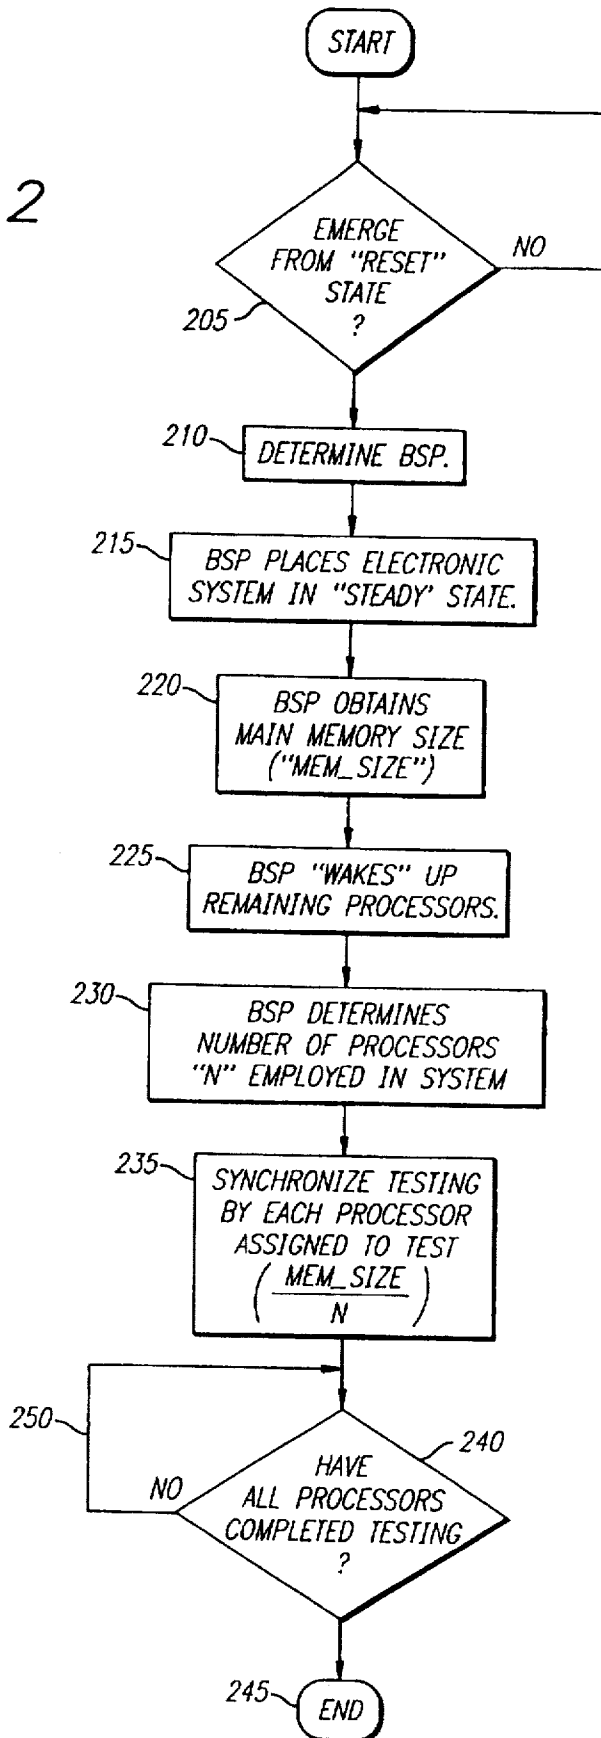 START
2
EMERGE
FROM "RESET"
STATE
?
NO
205
210
DETERMINE BSP.
215
BSP PLACES ELECTRONIC
SYSTEM IN "STEADY' STATE.
220
BSP OBTAINS
MAIN MEMORY SIZE
("MEM_SIZE")
225
BSP "WAKES" UP
REMAINING PROCESSORS.
230
BSP DETERMINES
NUMBER OF PROCESSORS
"N" EMPLOYED IN SYSTEM
235
SYNCHRONIZE TESTING
BY EACH PROCESSOR
ASSIGNED TO TEST
(MEM_SIZE
N)
250
240
NO
HAVE
ALL PROCESSORS
COMPLETED TESTING
?
245
END